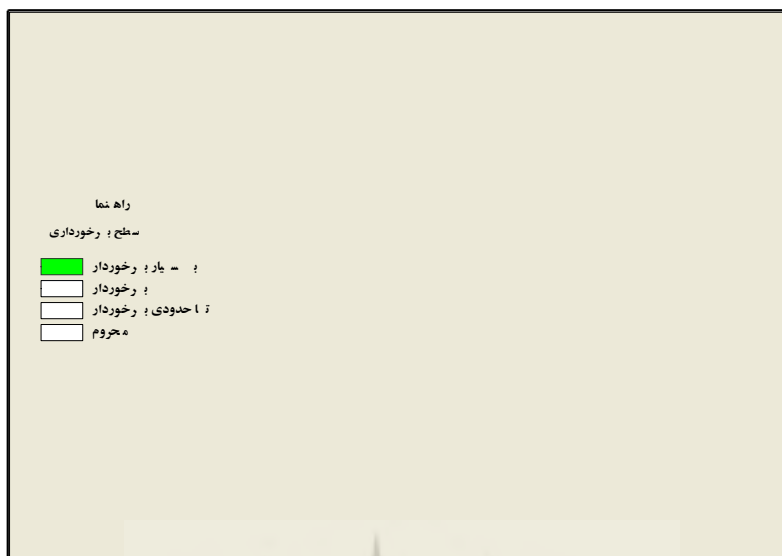 راهنما
سطح برخورداری
بسیار برخوردار
برخوردار
تا حدودی برخوردار
محروم